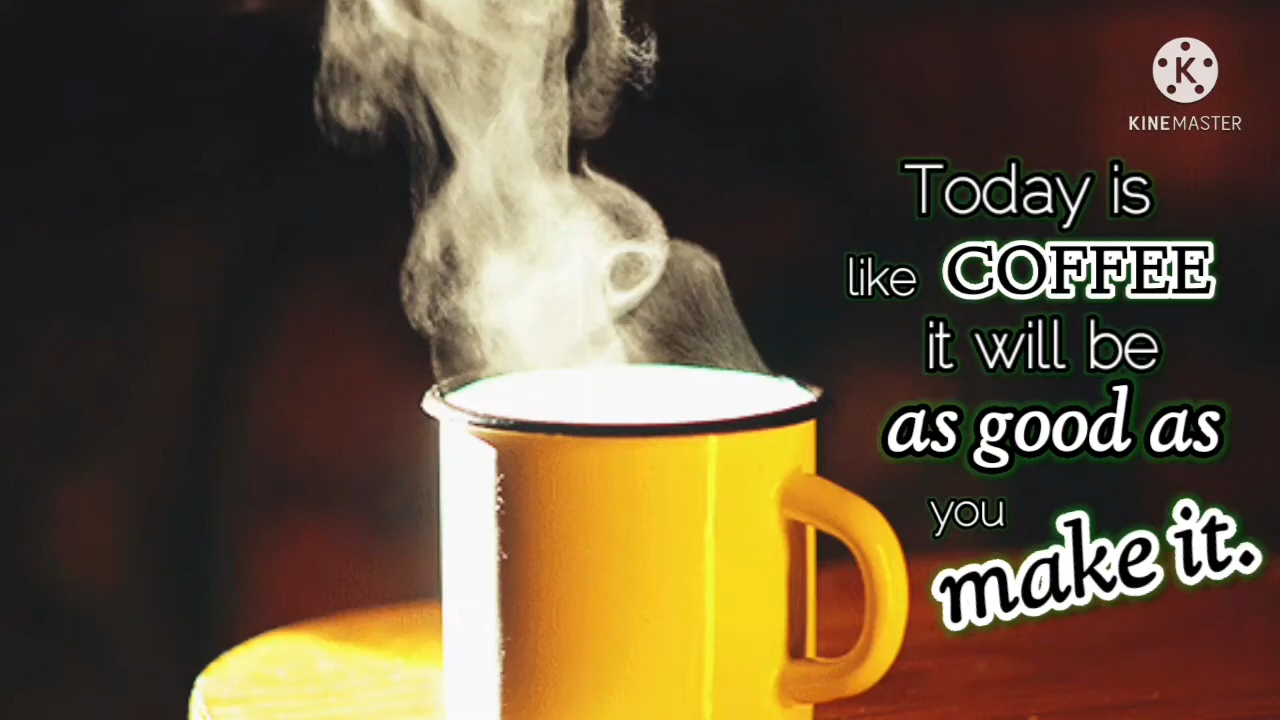 K
KINEMASTER
Today is
like COFFEE
it will be
as good as
you
make it.